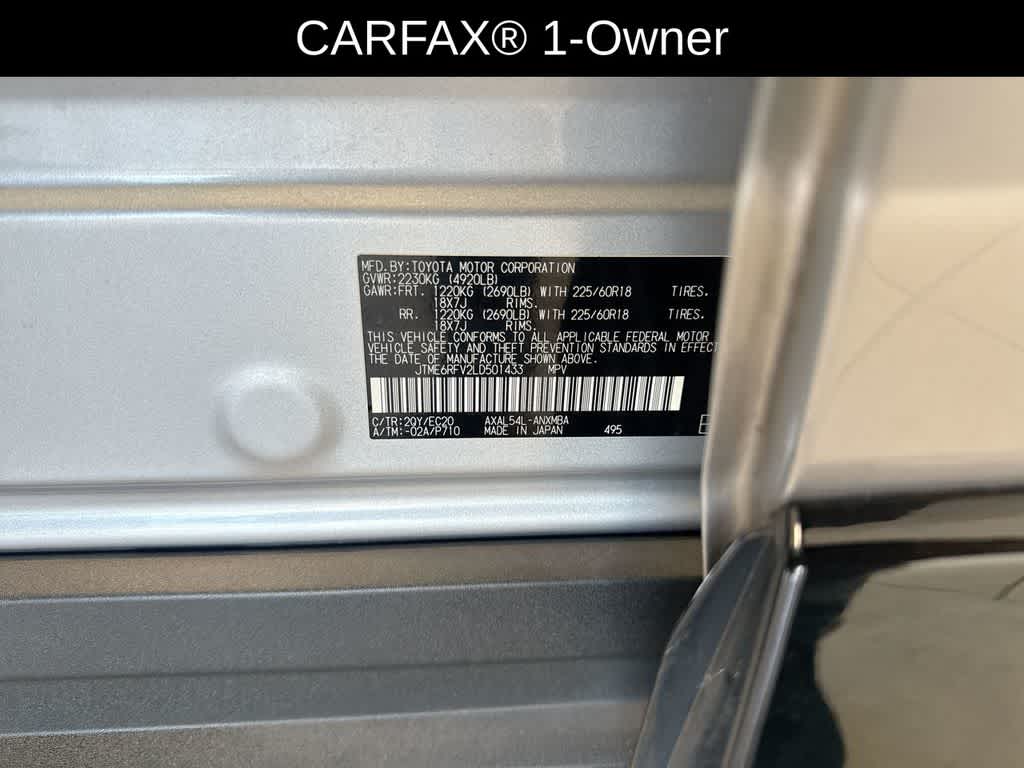 CARFAX® 1-Owner
MFD.BY:TOYOTA MOTOR CORPORATION
GVWR:2230KG (4920LB)
GAWR:FRT. 1220KG (2690LB) WITH 225/60R18 TIRES.
18X7J RIMS.
RR. 1220KG (2690LB) WITH 225/60R18 TIRES.
18X7J RIMS.
THIS VEHICLE CONFORMS TO ALL APPLICABLE FEDERAL MOTOR
VEHICLE SAFETY AND THEFT PREVENTION STANDARDS IN EFFECT
THE DATE OF MANUFACTURE SHOWN ABOVE.
JTME6RFV2LD501433 MPV
C/TR:2QY/EC20 AXAL54L-ANXMBA
A/TM:-02A/P710 MADE IN JAPAN 495